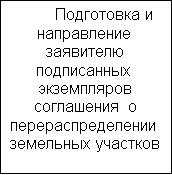 Подготовка и
направление
заявителю
подписанных
экземпляров
соглашения о
перераспределении
земельных участков